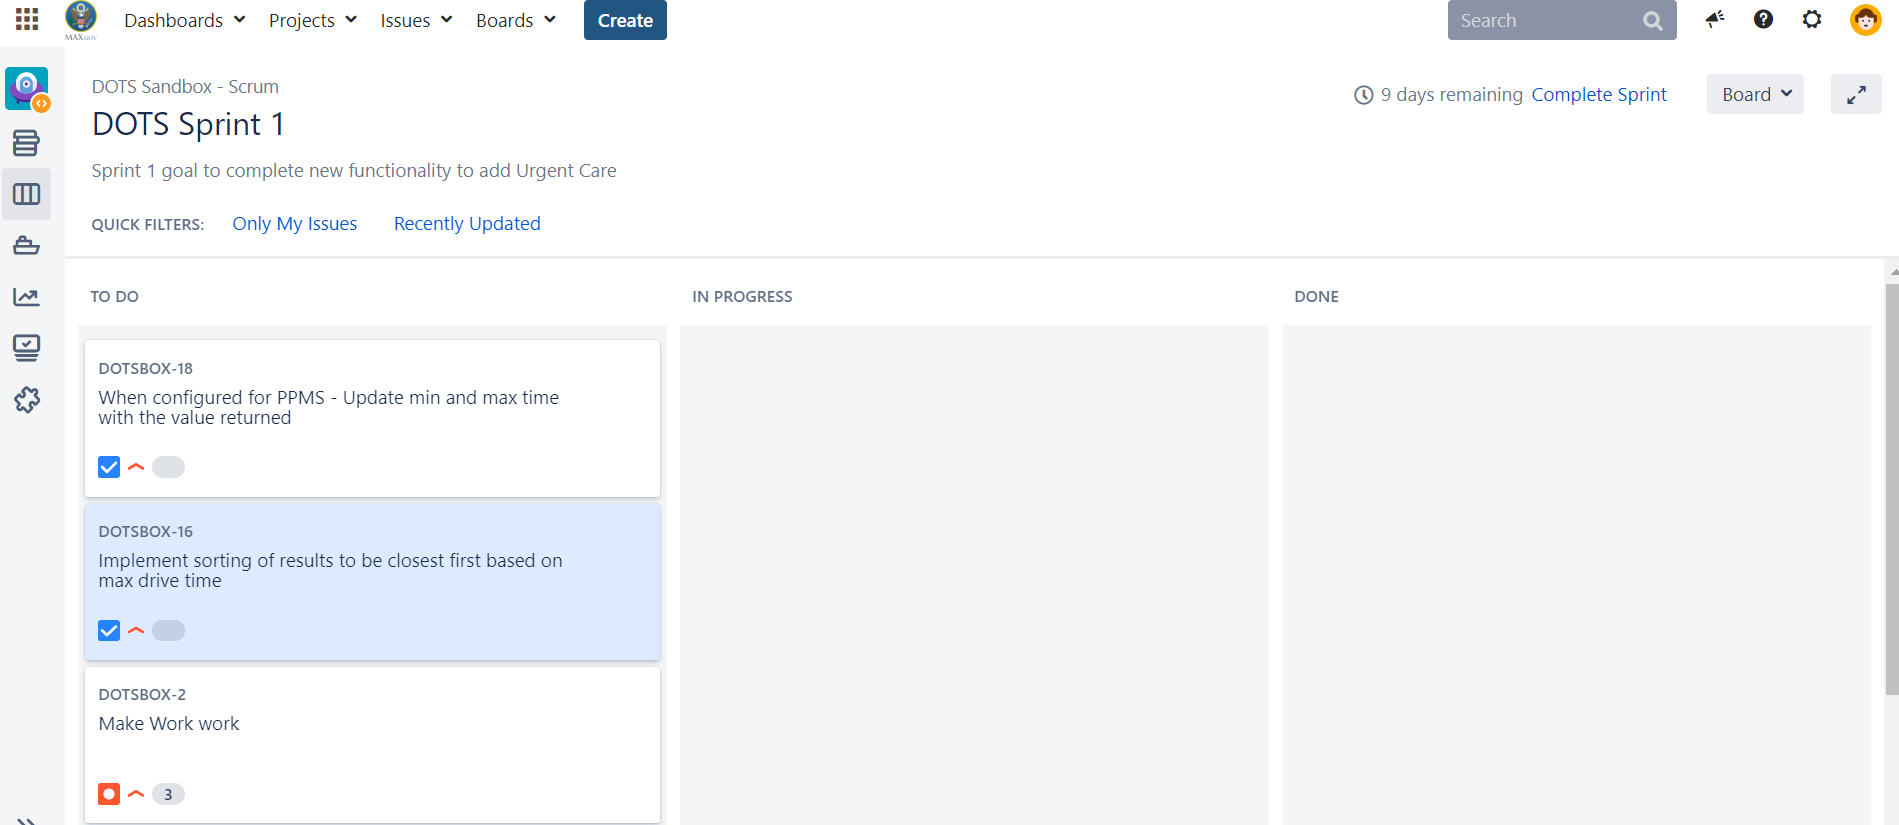 MAX.GOV
Dashboards Projects Issues Boards Create Search
DOTS Sandbox - Scrum
9 days remaining Complete Sprint Board
DOTS Sprint 1
Sprint 1 goal to complete new functionality to add Urgent Care
QUICK FILTERS: Only My Issues Recently Updated
TO DO IN PROGRESS DONE
DOTSBOX-18
When configured for PPMS - Update min and max time
with the value returned
DOTSBOX-16
Implement sorting of results to be closest first based on
max drive time
DOTSBOX-2
Make Work work
3